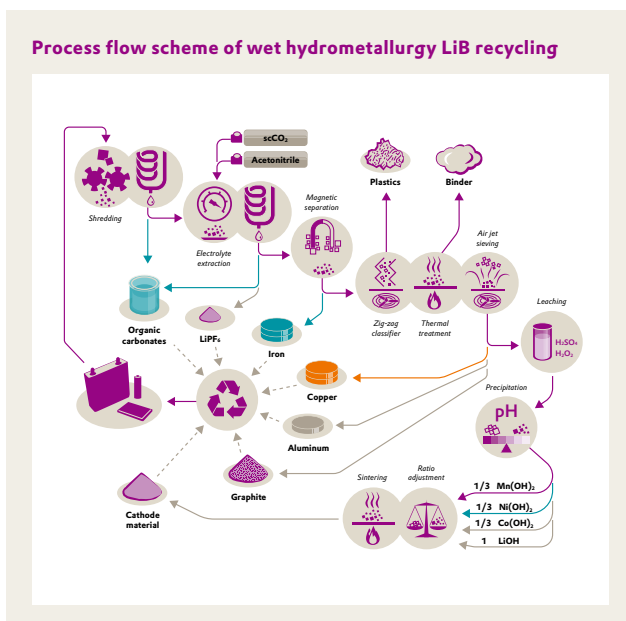 Process flow scheme of wet hydrometallurgy LiB recycling
scCO₂
Acetonitrile
Shredding
Electrolyte
extraction
Magnetic
separation
Plastics
Binder
Air jet
sieving
Zig-zag
classifier
Thermal
treatment
Leaching
H₂SO₄
H₂O₂
Organic
carbonates
LiPF₆
Iron
Copper
Aluminum
Graphite
Cathode
material
Precipitation
pH
Sintering
Ratio
adjustment
1/3 Mn(OH)₂
1/3 Ni(OH)₂
1/3 Co(OH)₂
1 LiOH